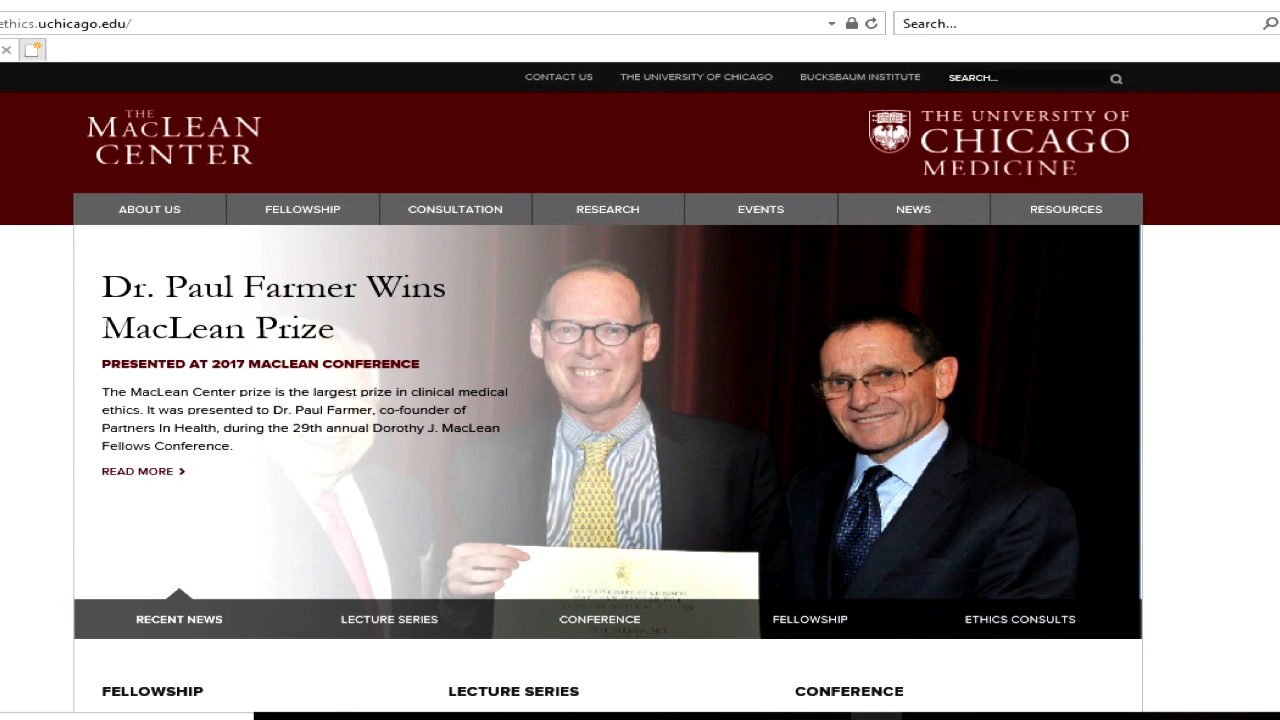 ethics.uchicago.edu/
Search...
CONTACT US
THE UNIVERSITY OF CHICAGO
BUCKSBAUM INSTITUTE
SEARCH...
THE
MACLEAN
CENTER
THE UNIVERSITY OF
CHICAGO
MEDICINE
ABOUT US
FELLOWSHIP
CONSULTATION
RESEARCH
EVENTS
NEWS
RESOURCES
Dr. Paul Farmer Wins
MacLean Prize
PRESENTED AT 2017 MACLEAN CONFERENCE
The MacLean Center prize is the largest prize in clinical medical
ethics. It was presented to Dr. Paul Farmer, co-founder of
Partners In Health, during the 29th annual Dorothy J. MacLean
Fellows Conference.
READ MORE >
RECENT NEWS
LECTURE SERIES
CONFERENCE
FELLOWSHIP
ETHICS CONSULTS
FELLOWSHIP
LECTURE SERIES
CONFERENCE